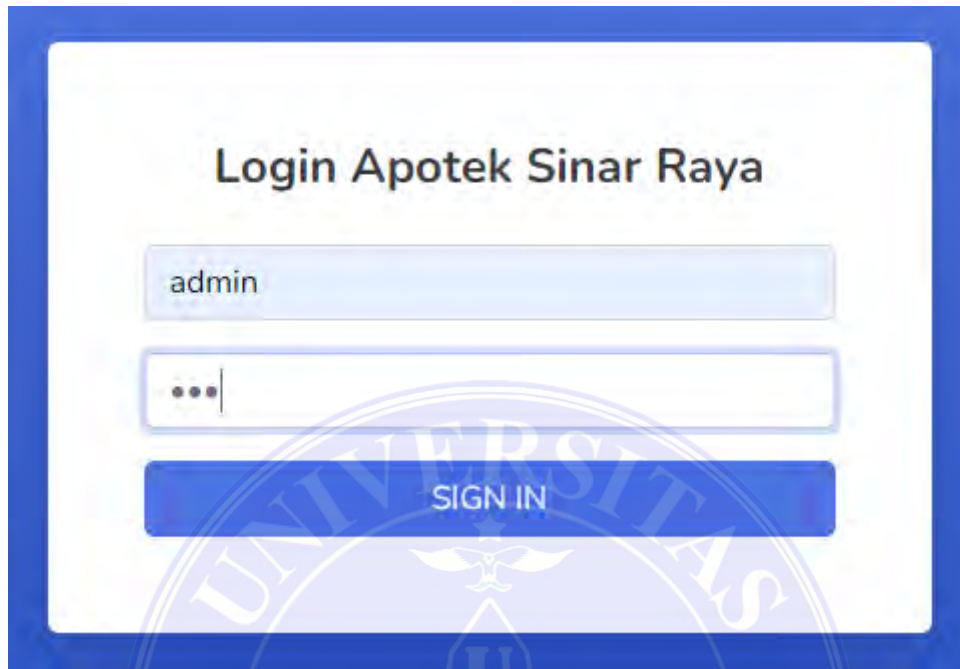 Login Apotek Sinar Raya
admin
•••
SIGN IN
UNIVERSITAS
U